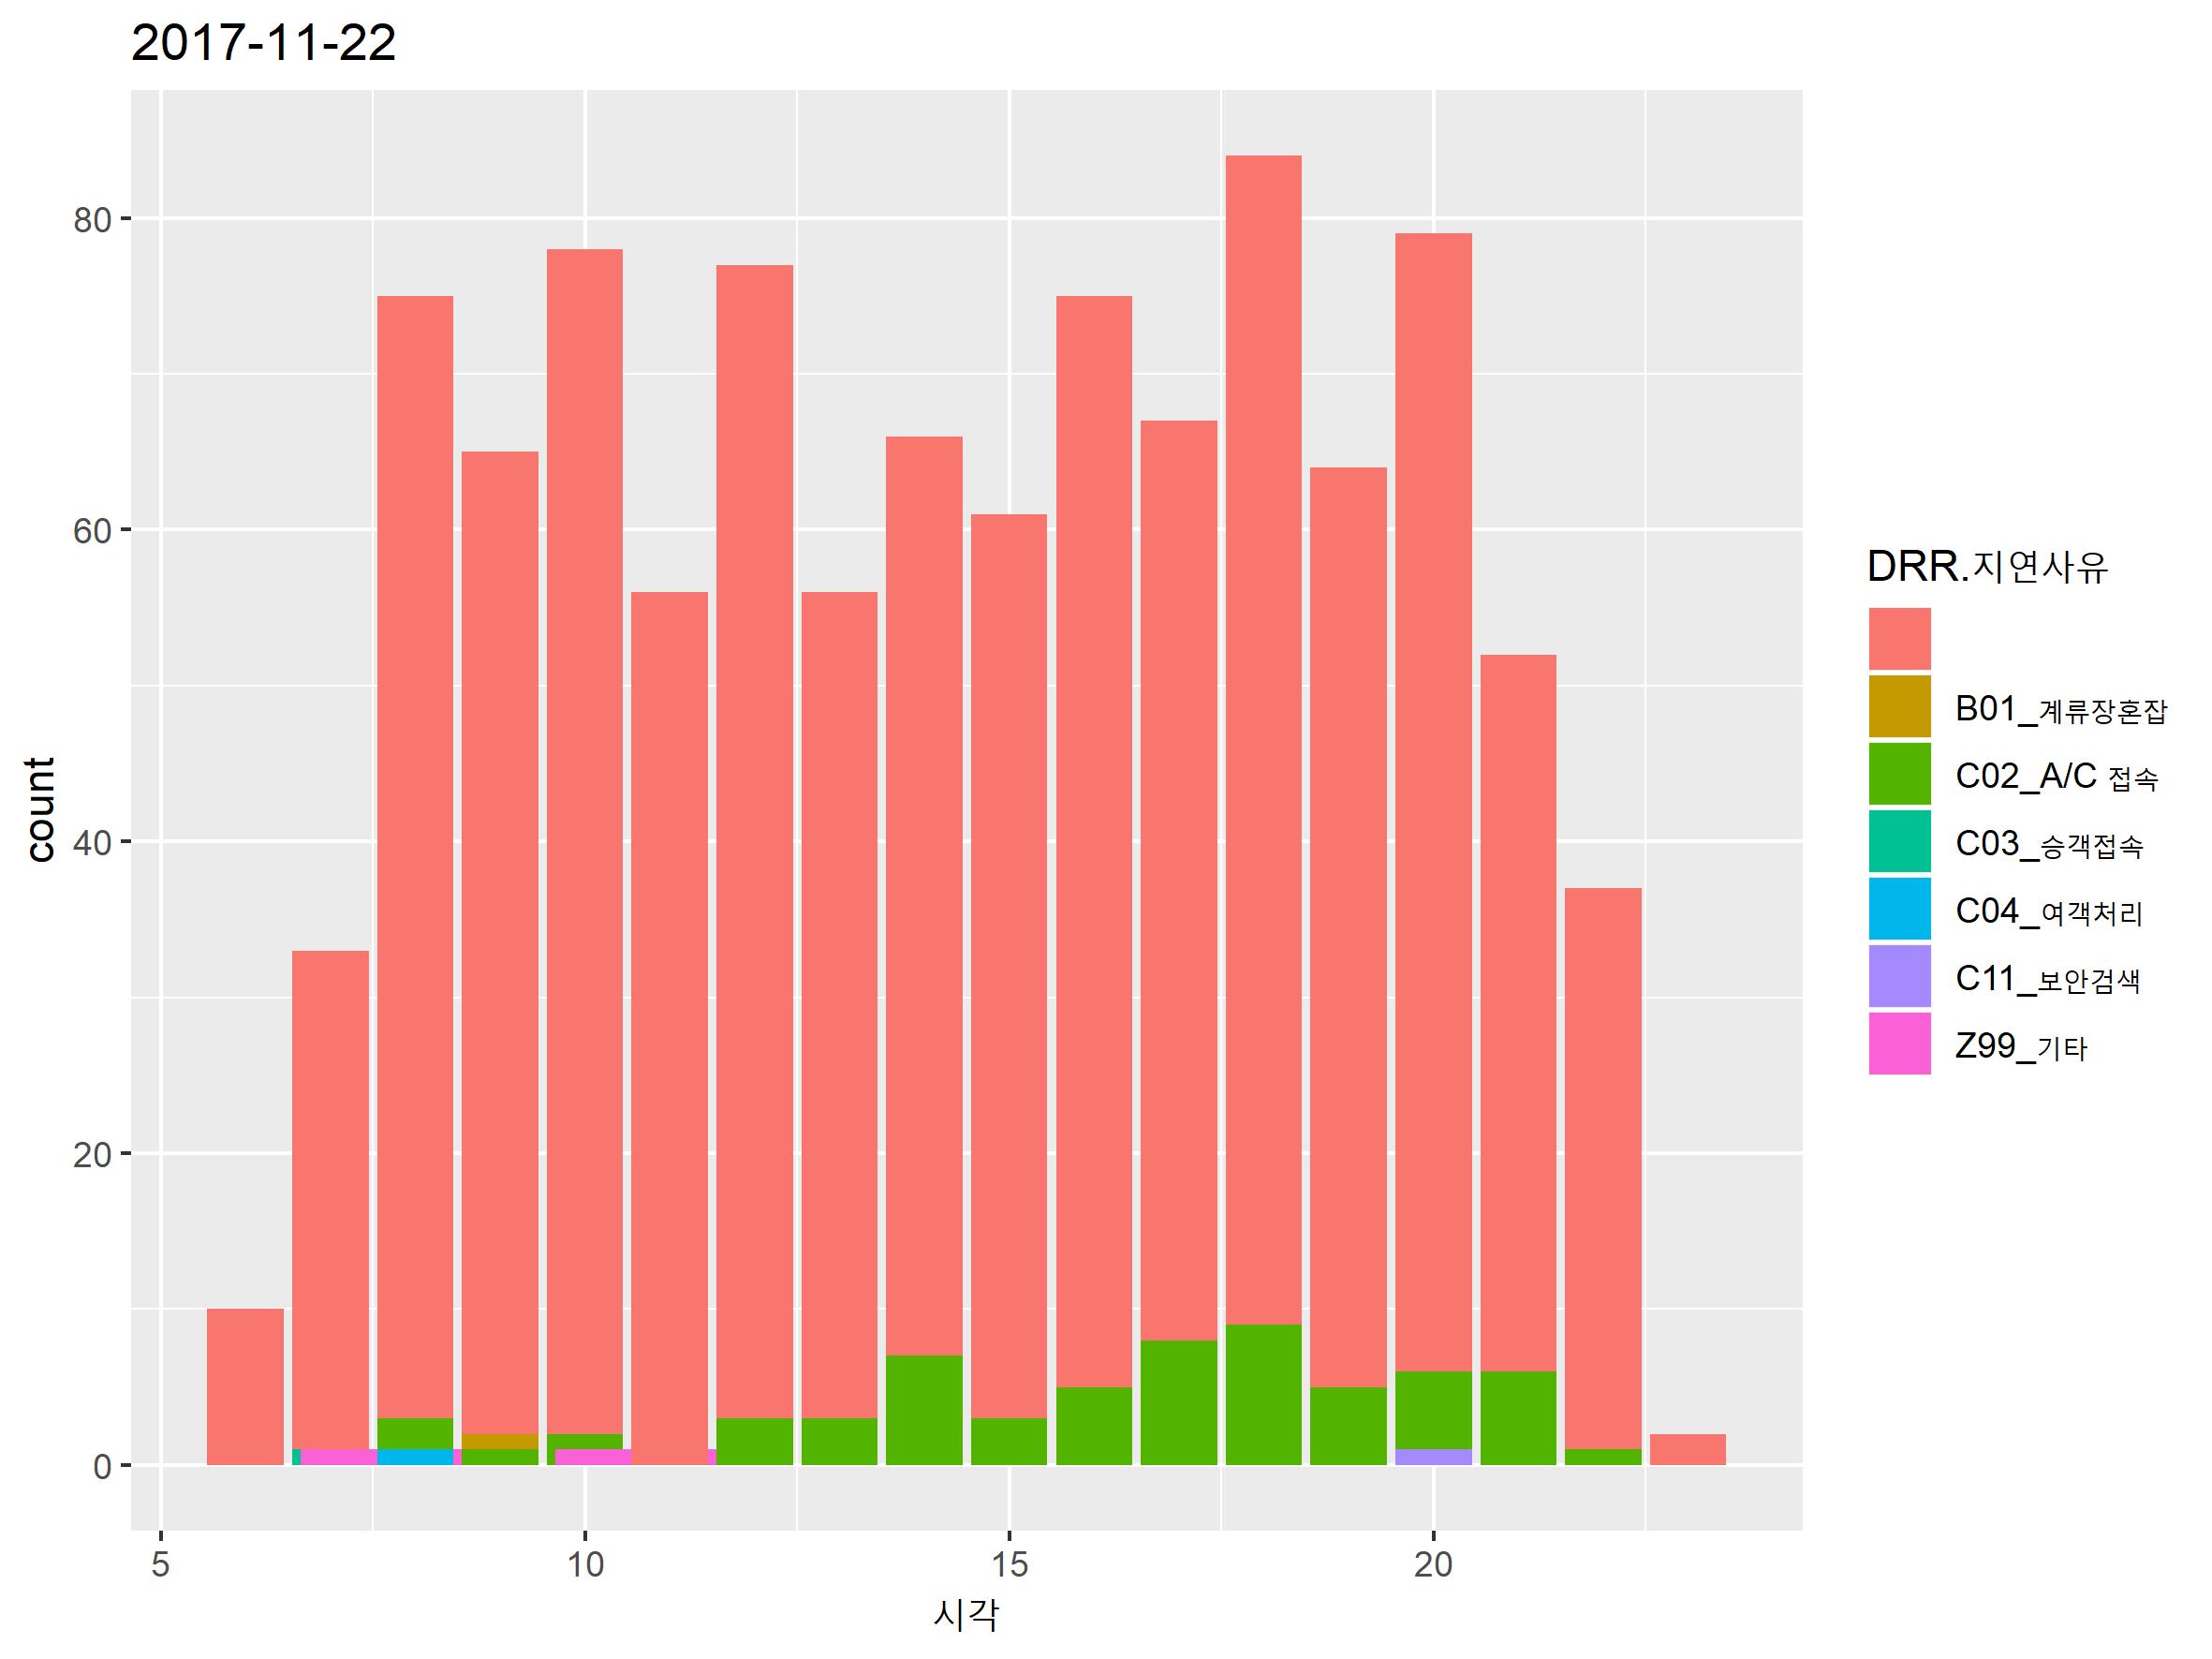 2017-11-22
80
60
40
20
0
count
5 10 15 20
시각
DRR.지연사유
B01_계류장혼잡
C02_A/C 접속
C03_승객접속
C04_여객처리
C11_보안검색
Z99_기타